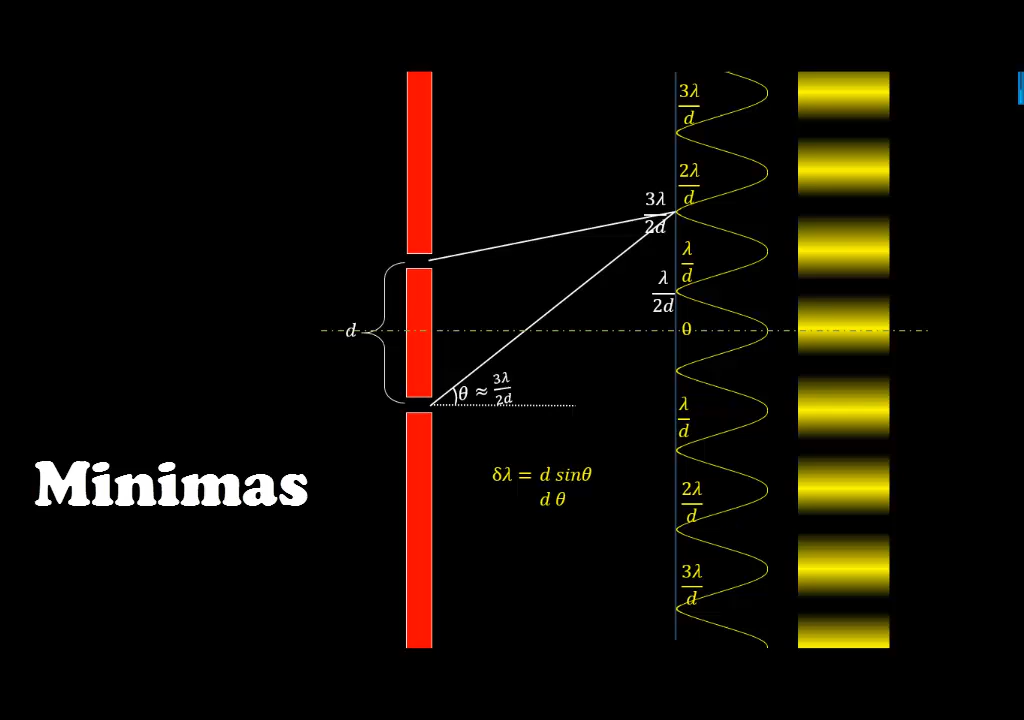 3λ/d
2λ/d
3λ/2d
λ/d
λ/2d
0
d
θ ≈ 3λ/2d
λ/d
Minimas
δλ = d sinθ
d θ
2λ/d
3λ/d